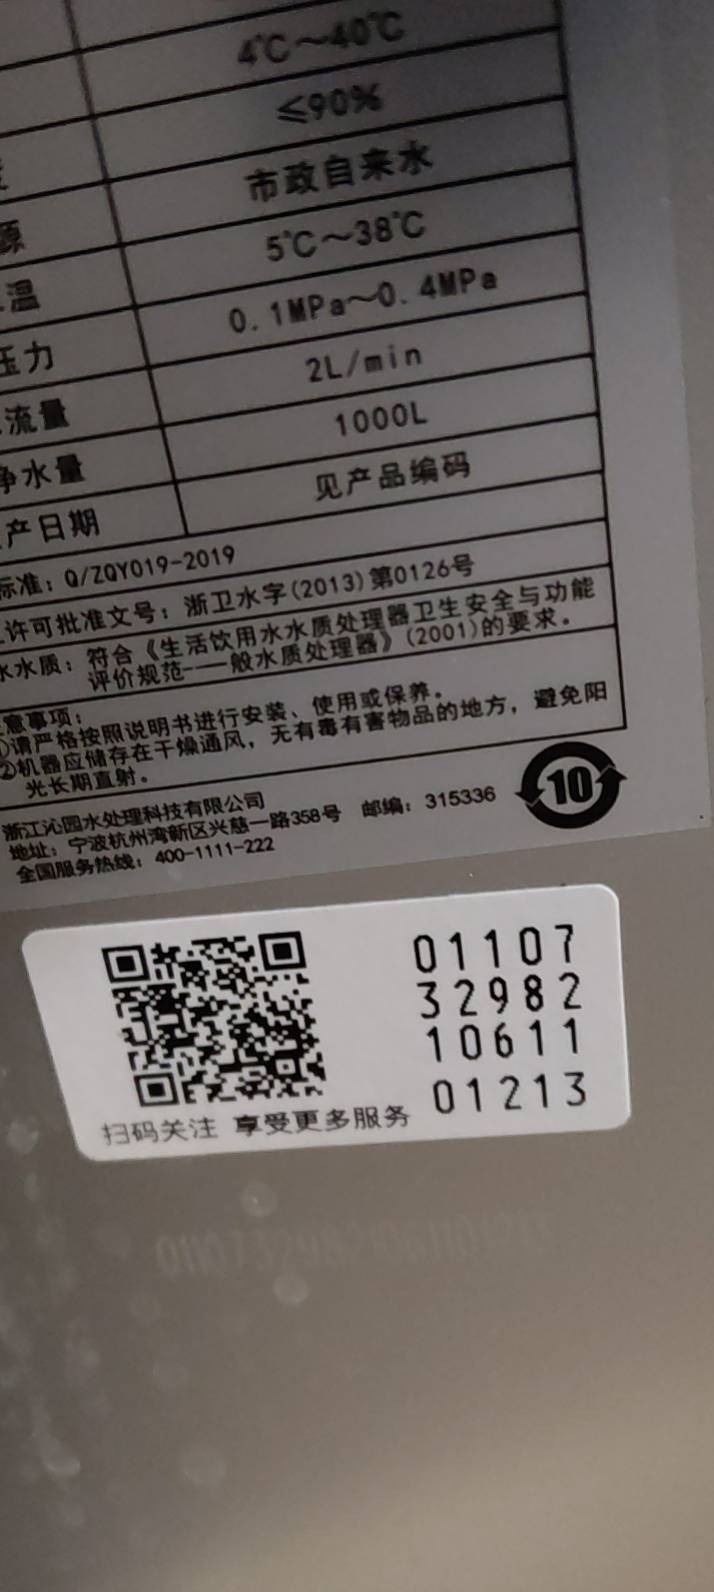 4℃～40℃
≤90%
市政自来水
源
5℃～38℃
温
0.1MPa～0.4MPa
压力
2L/min
流量
1000L
净水量
见产品编码
产日期
标准：Q/ZQY019-2019
许可批准文号：浙卫水字(2013)第0126号
水水质：符合《生活饮用水水质处理器卫生安全与功能
评价规范-一般水质处理器》(2001)的要求。
意事项：
①请严格按照说明书进行安装、使用或保养。
②机器应储存在干燥通风，无有毒有害物品的地方，避免阳
光长期直射。
浙江沁园水处理科技有限公司
地址：宁波杭州湾新区兴慈一路358号 邮编：315336
全国服务热线：400-1111-222
10
01107
32982
10611
01213
扫码关注 享受更多服务
01107329821061101213